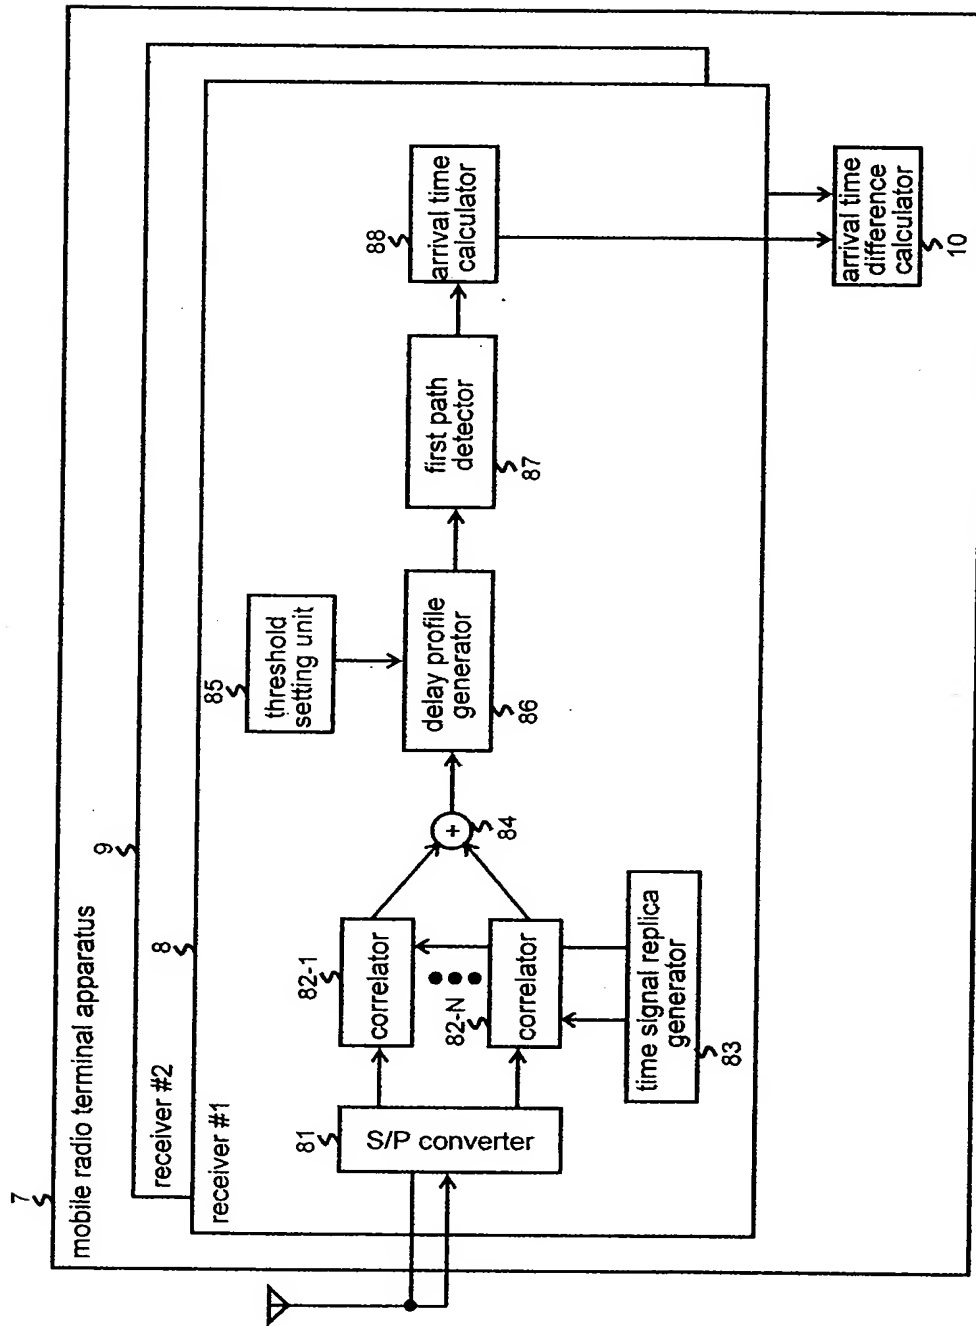 7
mobile radio terminal apparatus
9
receiver #2
8
receiver #1
81
S/P converter
82-1
correlator
82-N
correlator
83
time signal replica
generator
+
84
85
threshold
setting unit
delay profile
generator
86
first path
detector
87
88
arrival time
calculator
arrival time
difference
calculator
10